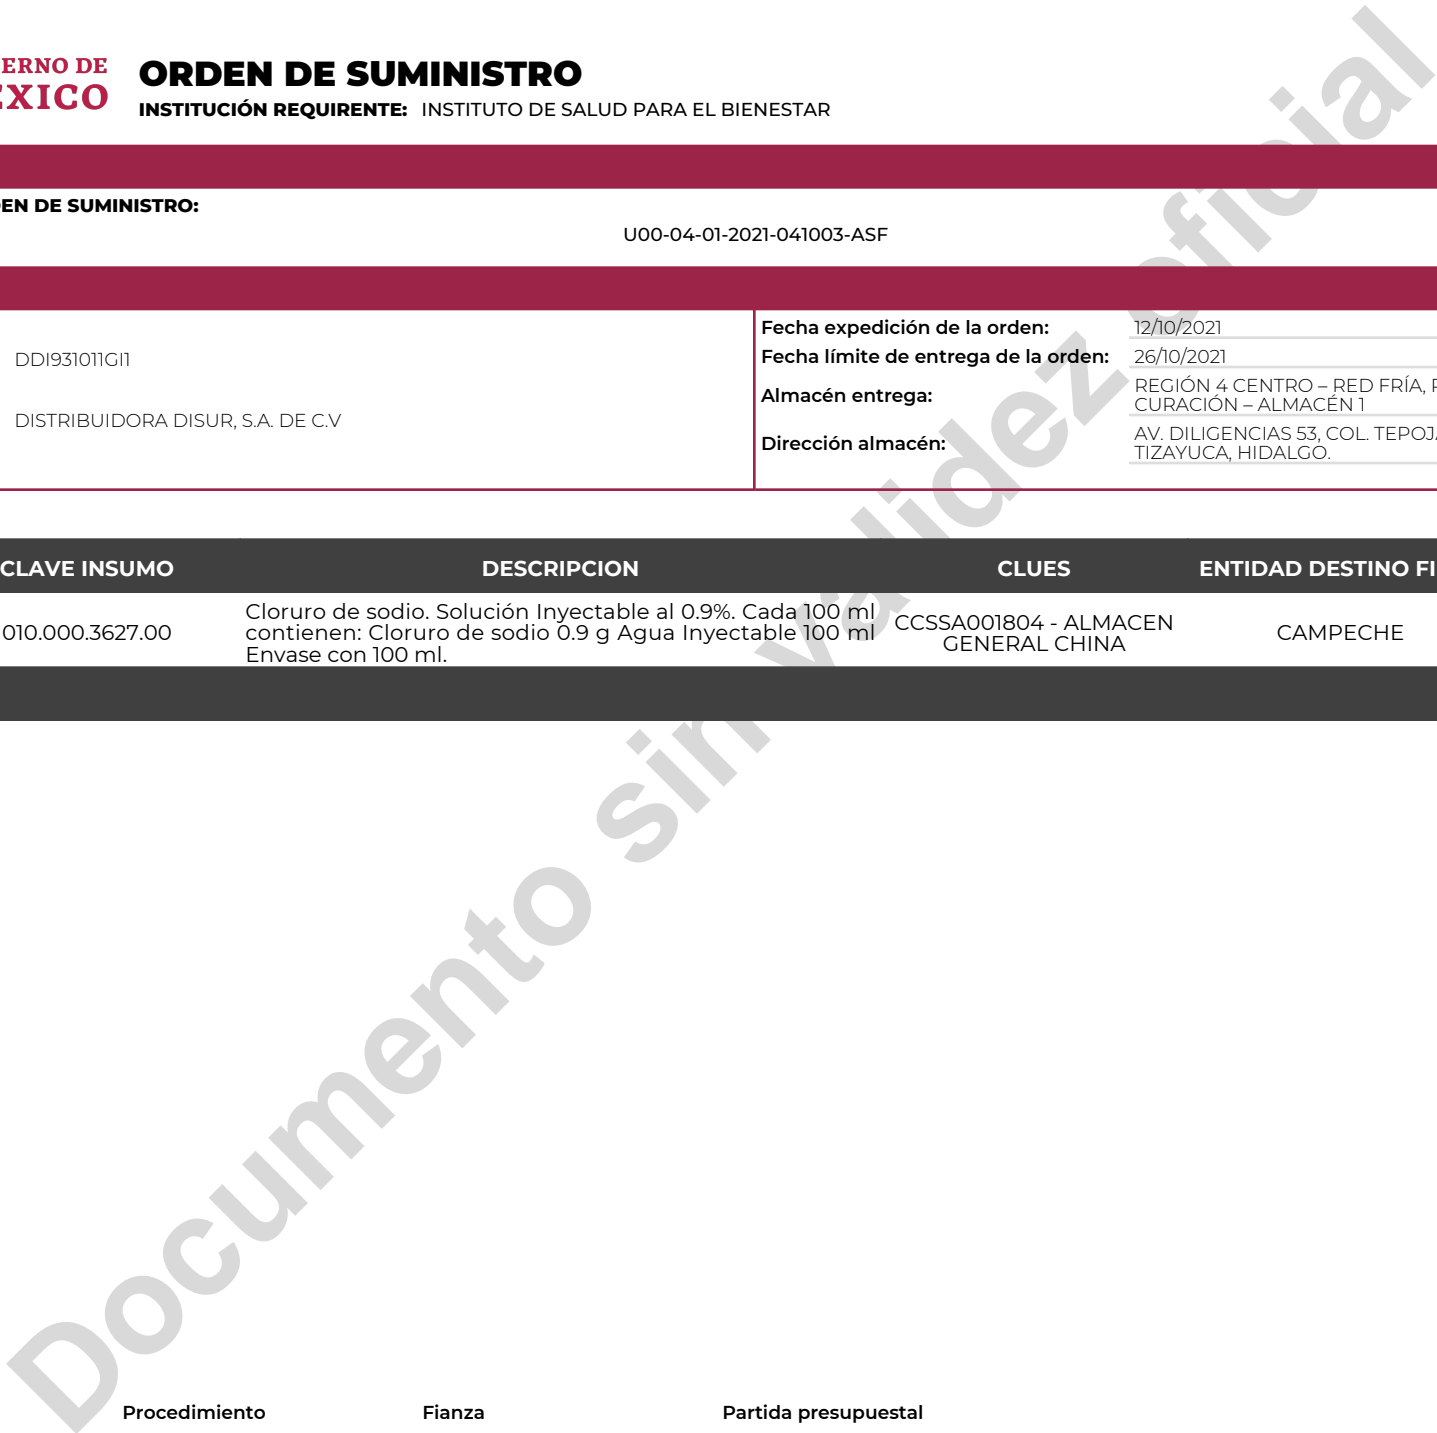 ERNO DE
ORDEN DE SUMINISTRO
INSTITUCIÓN REQUIRENTE: INSTITUTO DE SALUD PARA EL BIENESTAR
EN DE SUMINISTRO:
U00-04-01-2021-041003-ASF
DDI931011GI1
DISTRIBUIDORA DISUR, S.A. DE C.V
Fecha expedición de la orden: 12/10/2021
Fecha límite de entrega de la orden: 26/10/2021
Almacén entrega: REGIÓN 4 CENTRO – RED FRÍA,
CURACIÓN – ALMACÉN 1
Dirección almacén: AV. DILIGENCIAS 53, COL. TEPOJ
TIZAYUCA, HIDALGO.
CLAVE INSUMO DESCRIPCION CLUES ENTIDAD DESTINO FI
010.000.3627.00
Cloruro de sodio. Solución Inyectable al 0.9%. Cada 100 ml
contienen: Cloruro de sodio 0.9 g Agua Inyectable 100 ml
Envase con 100 ml.
CCSSA001804 - ALMACEN
GENERAL CHINA
CAMPECHE
Documento sin validez oficial
Procedimiento Fianza Partida presupuestal